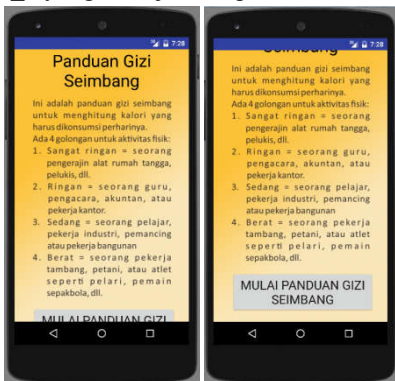 7:28
Panduan Gizi
Seimbang
Ini adalah panduan gizi seimbang
untuk menghitung kalori yang
harus dikonsumsi perharinya.
Ada 4 golongan untuk aktivitas fisik:
1. Sangat ringan = seorang
pengerajin alat rumah tangga,
pelukis, dll.
2. Ringan = seorang guru,
pengacara, akuntan, atau
pekerja kantor.
3. Sedang = seorang pelajar,
pekerja industri, pemancing
atau pekerja bangunan
4. Berat = seorang pekerja
tambang, petani, atau atlet
seperti pelari, pemain
sepakbola, dll.
MULAI PANDUAN GIZI
7:28
Seimbang
Ini adalah panduan gizi seimbang
untuk menghitung kalori yang
harus dikonsumsi perharinya.
Ada 4 golongan untuk aktivitas fisik:
1. Sangat ringan = seorang
pengerajin alat rumah tangga,
pelukis, dll.
2. Ringan = seorang guru,
pengacara, akuntan, atau
pekerja kantor.
3. Sedang = seorang pelajar,
pekerja industri, pemancing
atau pekerja bangunan
4. Berat = seorang pekerja
tambang, petani, atau atlet
seperti pelari, pemain
sepakbola, dll.
MULAI PANDUAN GIZI
SEIMBANG